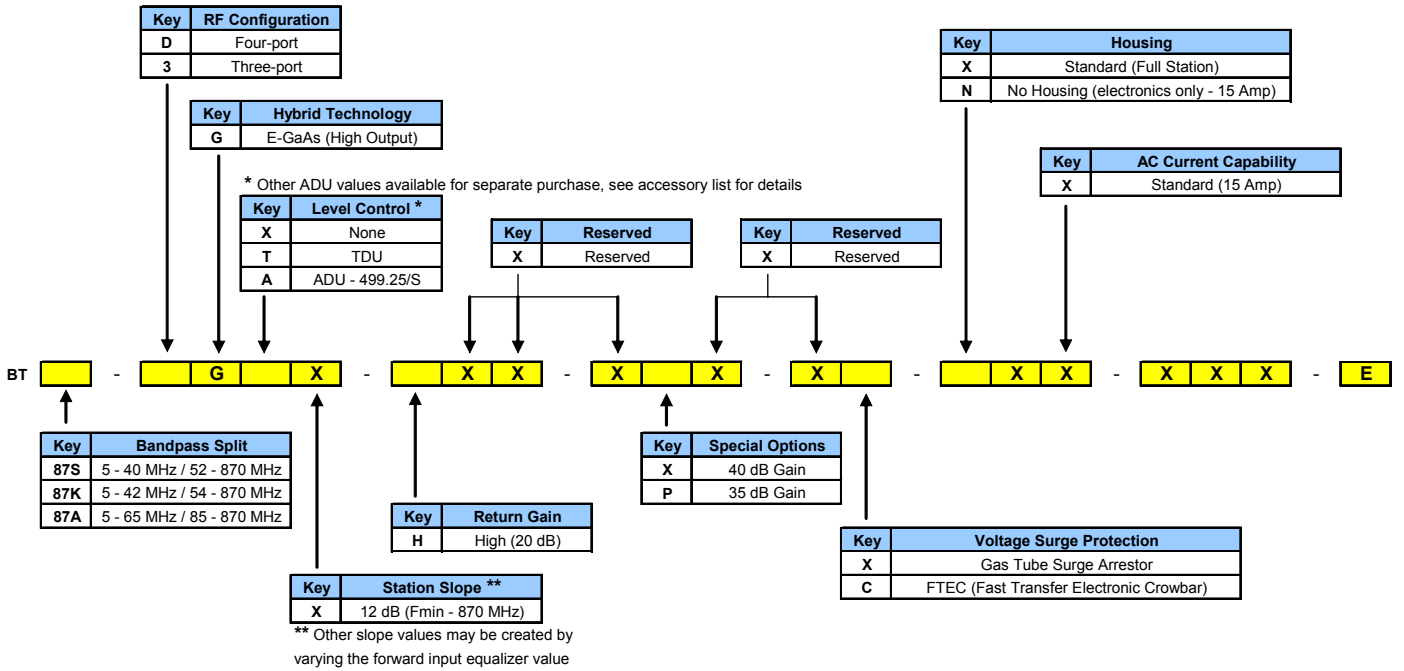 Key RF Configuration
D Four-port
3 Three-port
Key Hybrid Technology
G E-GaAs (High Output)
* Other ADU values available for separate purchase, see accessory list for details
Key Level Control *
X None
T TDU
A ADU - 499.25/S
Key Reserved
X Reserved
Key Reserved
X Reserved
Key Housing
X Standard (Full Station)
N No Housing (electronics only - 15 Amp)
Key AC Current Capability
X Standard (15 Amp)
BT - G X - X X - X X - X - X X - X X X - E
Key Bandpass Split
87S 5 - 40 MHz / 52 - 870 MHz
87K 5 - 42 MHz / 54 - 870 MHz
87A 5 - 65 MHz / 85 - 870 MHz
Key Station Slope **
X 12 dB (Fmin - 870 MHz)
** Other slope values may be created by
varying the forward input equalizer value
Key Return Gain
H High (20 dB)
Key Special Options
X 40 dB Gain
P 35 dB Gain
Key Voltage Surge Protection
X Gas Tube Surge Arrestor
C FTEC (Fast Transfer Electronic Crowbar)